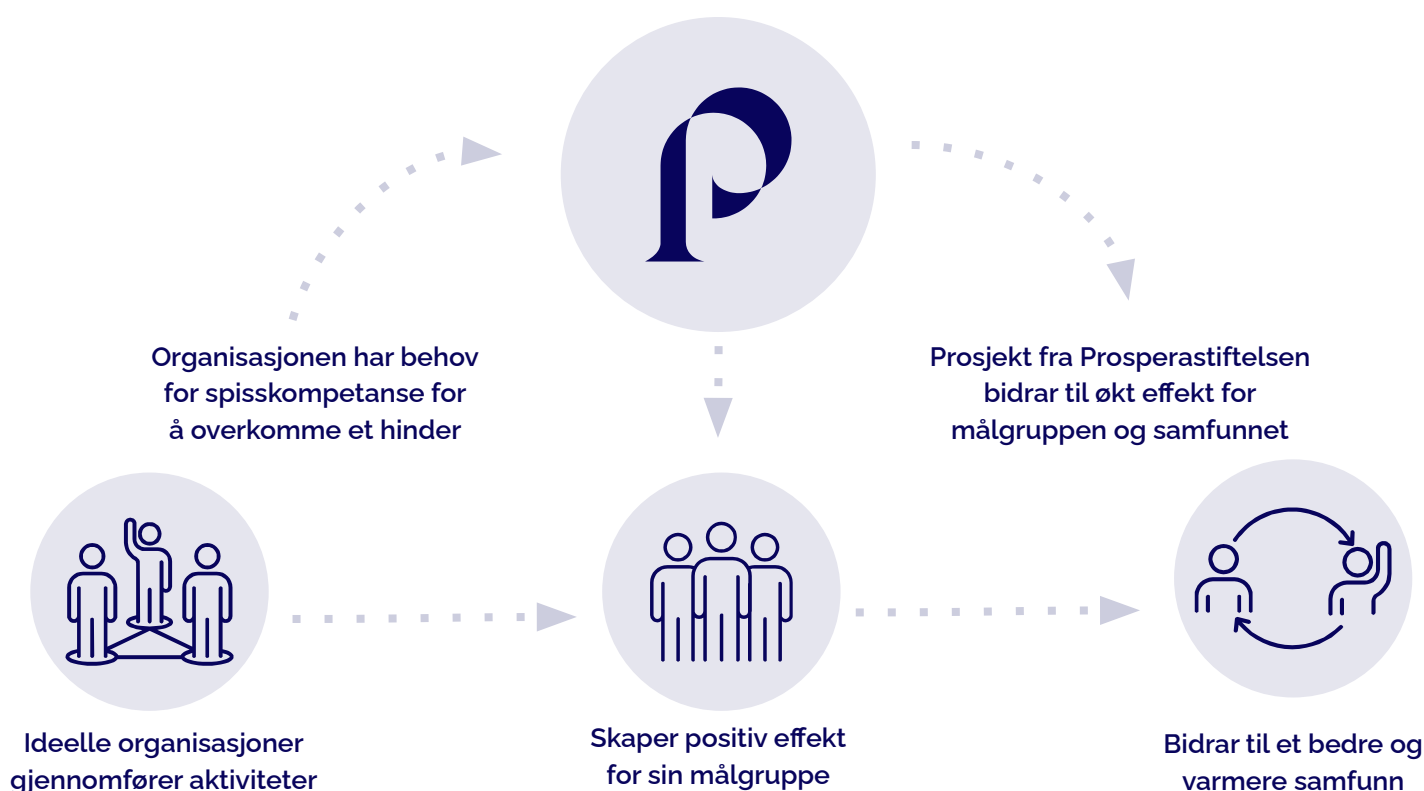 Organisasjonen har behov
for spisskompetanse for
å overkomme et hinder
Prosjekt fra Prosperastiftelsen
bidrar til økt effekt for
målgruppen og samfunnet
Ideelle organisasjoner
gjennomfører aktiviteter
Skaper positiv effekt
for sin målgruppe
Bidrar til et bedre og
varmere samfunn